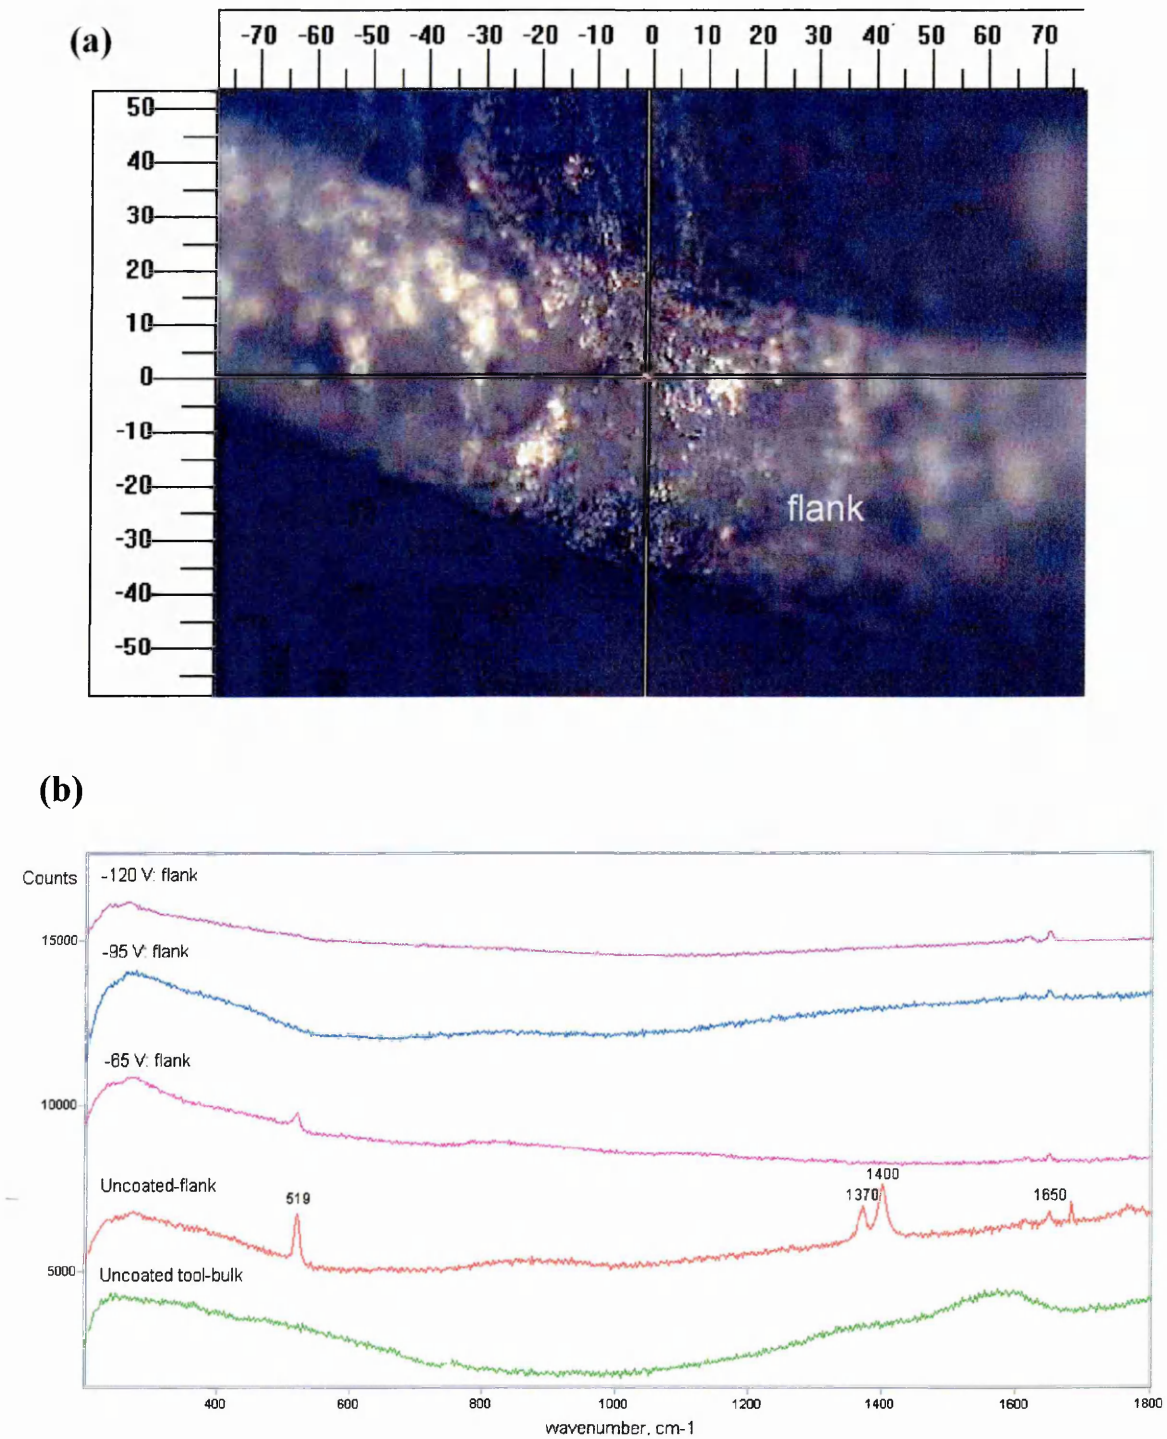 (a)
-70 -60 -50 -40 -30 -20 -10 0 10 20 30 40 50 60 70
50
40
30
20
10
0
-10
-20
flank
-30
-40
-50
(b)
Counts
-120 V: flank
15000
-95 V: flank
-65 V: flank
10000
1400
Uncoated-flank
519
1370
1650
5000
Uncoated tool-bulk
400 600 800 1000 1200 1400 1600 1800
wavenumber, cm-1